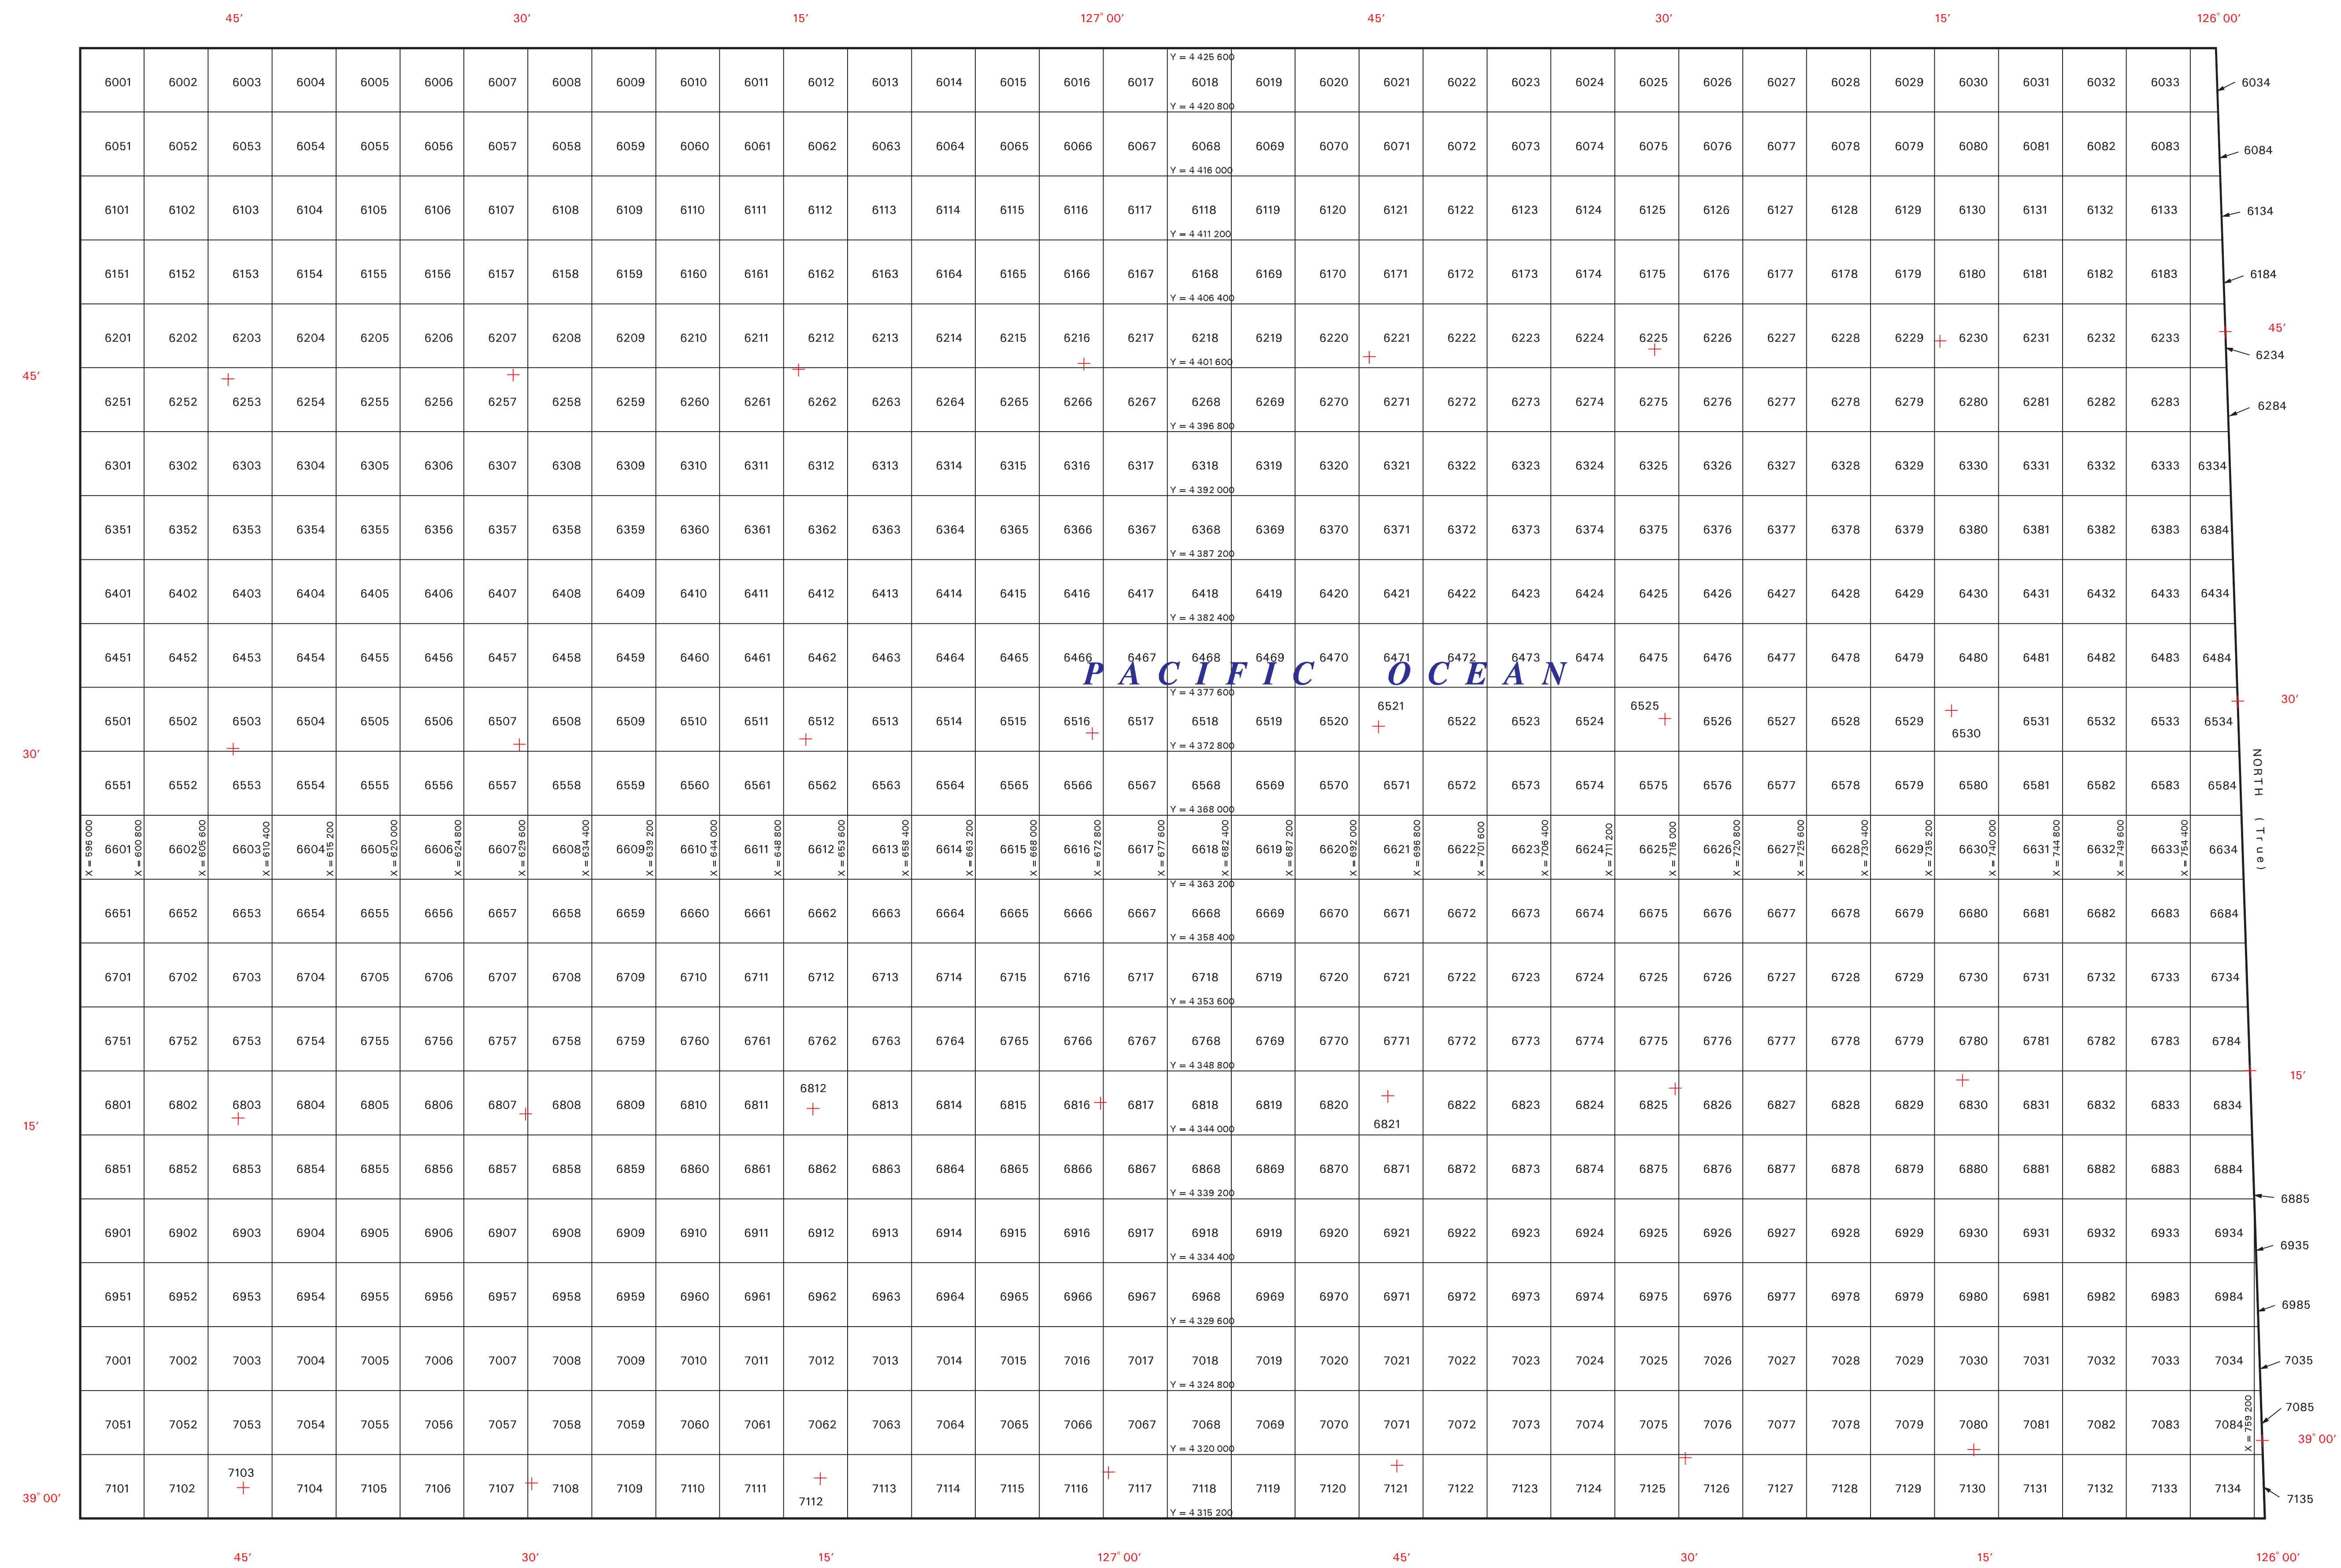 45' 30' 15' 127° 00' 45' 30' 15' 126° 00'
Y = 4 425 600
6001 6002 6003 6004 6005 6006 6007 6008 6009 6010 6011 6012 6013 6014 6015 6016 6017 6018 6019 6020 6021 6022 6023 6024 6025 6026 6027 6028 6029 6030 6031 6032 6033 6034
Y = 4 420 800
6051 6052 6053 6054 6055 6056 6057 6058 6059 6060 6061 6062 6063 6064 6065 6066 6067 6068 6069 6070 6071 6072 6073 6074 6075 6076 6077 6078 6079 6080 6081 6082 6083 6084
Y = 4 416 000
6101 6102 6103 6104 6105 6106 6107 6108 6109 6110 6111 6112 6113 6114 6115 6116 6117 6118 6119 6120 6121 6122 6123 6124 6125 6126 6127 6128 6129 6130 6131 6132 6133 6134
Y = 4 411 200
6151 6152 6153 6154 6155 6156 6157 6158 6159 6160 6161 6162 6163 6164 6165 6166 6167 6168 6169 6170 6171 6172 6173 6174 6175 6176 6177 6178 6179 6180 6181 6182 6183 6184
Y = 4 406 400
45'
6201 6202 6203 6204 6205 6206 6207 6208 6209 6210 6211 6212 6213 6214 6215 6216 6217 6218 6219 6220 6221 6222 6223 6224 6225 6226 6227 6228 6229 6230 6231 6232 6233 6234
Y = 4 401 600
45'
6251 6252 6253 6254 6255 6256 6257 6258 6259 6260 6261 6262 6263 6264 6265 6266 6267 6268 6269 6270 6271 6272 6273 6274 6275 6276 6277 6278 6279 6280 6281 6282 6283 6284
Y = 4 396 800
6301 6302 6303 6304 6305 6306 6307 6308 6309 6310 6311 6312 6313 6314 6315 6316 6317 6318 6319 6320 6321 6322 6323 6324 6325 6326 6327 6328 6329 6330 6331 6332 6333 6334
Y = 4 392 000
6351 6352 6353 6354 6355 6356 6357 6358 6359 6360 6361 6362 6363 6364 6365 6366 6367 6368 6369 6370 6371 6372 6373 6374 6375 6376 6377 6378 6379 6380 6381 6382 6383 6384
Y = 4 387 200
6401 6402 6403 6404 6405 6406 6407 6408 6409 6410 6411 6412 6413 6414 6415 6416 6417 6418 6419 6420 6421 6422 6423 6424 6425 6426 6427 6428 6429 6430 6431 6432 6433 6434
Y = 4 382 400
6451 6452 6453 6454 6455 6456 6457 6458 6459 6460 6461 6462 6463 6464 6465 6466 6467 6468 6469 6470 6471 6472 6473 6474 6475 6476 6477 6478 6479 6480 6481 6482 6483 6484
PACIFIC OCEAN
Y = 4 377 600
30'
6501 6502 6503 6504 6505 6506 6507 6508 6509 6510 6511 6512 6513 6514 6515 6516 6517 6518 6519 6520 6521 6522 6523 6524 6525 6526 6527 6528 6529 6530 6531 6532 6533 6534
Y = 4 372 800
30'
6551 6552 6553 6554 6555 6556 6557 6558 6559 6560 6561 6562 6563 6564 6565 6566 6567 6568 6569 6570 6571 6572 6573 6574 6575 6576 6577 6578 6579 6580 6581 6582 6583 6584
NORTH (True)
Y = 4 368 000
6601 6602 6603 6604 6605 6606 6607 6608 6609 6610 6611 6612 6613 6614 6615 6616 6617 6618 6619 6620 6621 6622 6623 6624 6625 6626 6627 6628 6629 6630 6631 6632 6633 6634
X = 596 000
X = 600 800
X = 605 600
X = 610 400
X = 615 200
X = 620 000
X = 624 800
X = 629 600
X = 634 400
X = 639 200
X = 644 000
X = 648 800
X = 653 600
X = 658 400
X = 663 200
X = 668 000
X = 672 800
X = 677 600
X = 682 400
X = 687 200
X = 692 000
X = 696 800
X = 701 600
X = 706 400
X = 711 200
X = 716 000
X = 720 800
X = 725 600
X = 730 400
X = 735 200
X = 740 000
X = 744 800
X = 749 600
X = 754 400
Y = 4 363 200
6651 6652 6653 6654 6655 6656 6657 6658 6659 6660 6661 6662 6663 6664 6665 6666 6667 6668 6669 6670 6671 6672 6673 6674 6675 6676 6677 6678 6679 6680 6681 6682 6683 6684
Y = 4 358 400
6701 6702 6703 6704 6705 6706 6707 6708 6709 6710 6711 6712 6713 6714 6715 6716 6717 6718 6719 6720 6721 6722 6723 6724 6725 6726 6727 6728 6729 6730 6731 6732 6733 6734
Y = 4 353 600
6751 6752 6753 6754 6755 6756 6757 6758 6759 6760 6761 6762 6763 6764 6765 6766 6767 6768 6769 6770 6771 6772 6773 6774 6775 6776 6777 6778 6779 6780 6781 6782 6783 6784
Y = 4 348 800
15'
6801 6802 6803 6804 6805 6806 6807 6808 6809 6810 6811 6812 6813 6814 6815 6816 6817 6818 6819 6820 6821 6822 6823 6824 6825 6826 6827 6828 6829 6830 6831 6832 6833 6834
15'
Y = 4 344 000
6851 6852 6853 6854 6855 6856 6857 6858 6859 6860 6861 6862 6863 6864 6865 6866 6867 6868 6869 6870 6871 6872 6873 6874 6875 6876 6877 6878 6879 6880 6881 6882 6883 6884 6885
Y = 4 339 200
6901 6902 6903 6904 6905 6906 6907 6908 6909 6910 6911 6912 6913 6914 6915 6916 6917 6918 6919 6920 6921 6922 6923 6924 6925 6926 6927 6928 6929 6930 6931 6932 6933 6934 6935
Y = 4 334 400
6951 6952 6953 6954 6955 6956 6957 6958 6959 6960 6961 6962 6963 6964 6965 6966 6967 6968 6969 6970 6971 6972 6973 6974 6975 6976 6977 6978 6979 6980 6981 6982 6983 6984 6985
Y = 4 329 600
7001 7002 7003 7004 7005 7006 7007 7008 7009 7010 7011 7012 7013 7014 7015 7016 7017 7018 7019 7020 7021 7022 7023 7024 7025 7026 7027 7028 7029 7030 7031 7032 7033 7034 7035
Y = 4 324 800
7051 7052 7053 7054 7055 7056 7057 7058 7059 7060 7061 7062 7063 7064 7065 7066 7067 7068 7069 7070 7071 7072 7073 7074 7075 7076 7077 7078 7079 7080 7081 7082 7083 7084 7085
X = 759 200
39° 00'
Y = 4 320 000
7101 7102 7103 7104 7105 7106 7107 7108 7109 7110 7111 7112 7113 7114 7115 7116 7117 7118 7119 7120 7121 7122 7123 7124 7125 7126 7127 7128 7129 7130 7131 7132 7133 7134 7135
39° 00'
Y = 4 315 200
45' 30' 15' 127° 00' 45' 30' 15' 126° 00'